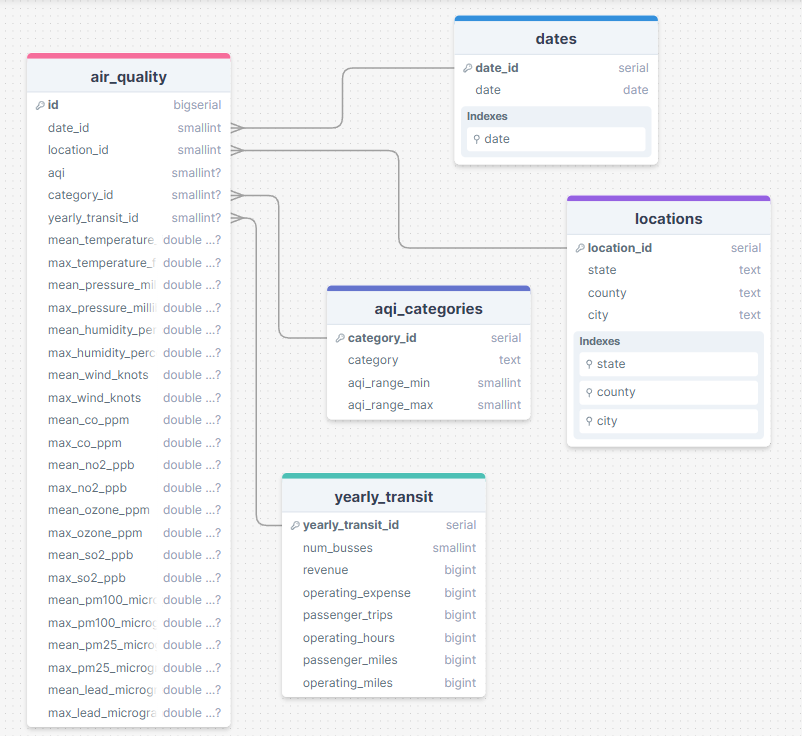 air_quality
id bigserial
date_id smallint
location_id smallint
aqi smallint?
category_id smallint?
yearly_transit_id smallint?
mean_temperature_ double ...?
max_temperature_f double ...?
mean_pressure_mil double ...?
max_pressure_milli double ...?
mean_humidity_per double ...?
max_humidity_perc double ...?
mean_wind_knots double ...?
max_wind_knots double ...?
mean_co_ppm double ...?
max_co_ppm double ...?
mean_no2_ppb double ...?
max_no2_ppb double ...?
mean_ozone_ppm double ...?
max_ozone_ppm double ...?
mean_so2_ppb double ...?
max_so2_ppb double ...?
mean_pm100_micro double ...?
max_pm100_microg double ...?
mean_pm25_micro double ...?
max_pm25_microg double ...?
mean_lead_microg double ...?
max_lead_microgra double ...?
dates
date_id serial
date date
Indexes
date
locations
location_id serial
state text
county text
city text
Indexes
state
county
city
aqi_categories
category_id serial
category text
aqi_range_min smallint
aqi_range_max smallint
yearly_transit
yearly_transit_id serial
num_busses smallint
revenue bigint
operating_expense bigint
passenger_trips bigint
operating_hours bigint
passenger_miles bigint
operating_miles bigint